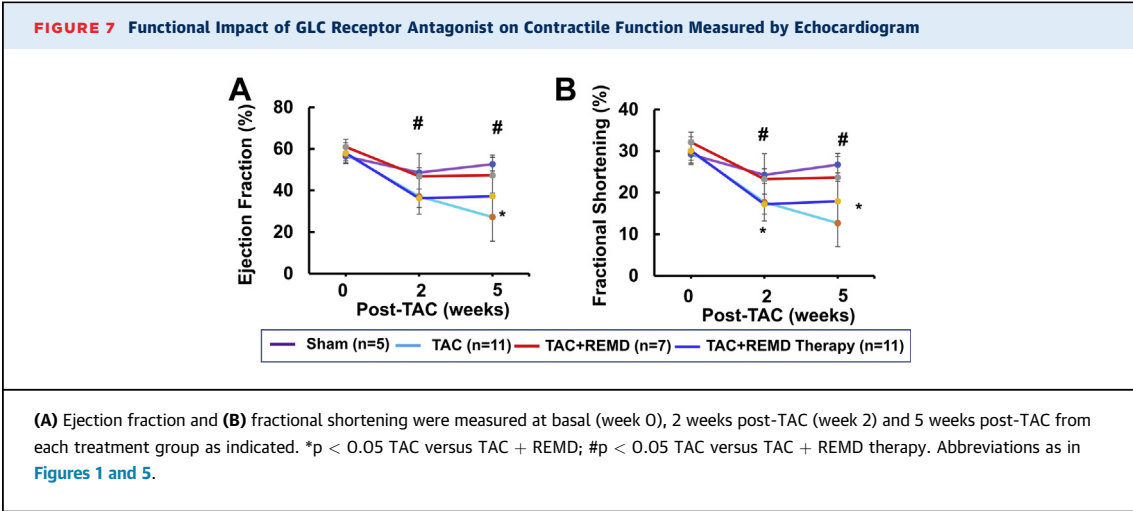 FIGURE 7 Functional Impact of GLC Receptor Antagonist on Contractile Function Measured by Echocardiogram
A
B
Ejection Fraction (%)
80
60
40
20
0
#
#
*
0 2 5
Post-TAC (weeks)
Fractional Shortening (%)
40
30
20
10
0
#
#
*
*
0 2 5
Post-TAC (weeks)
Sham (n=5) TAC (n=11) TAC+REMD (n=7) TAC+REMD Therapy (n=11)
(A) Ejection fraction and (B) fractional shortening were measured at basal (week 0), 2 weeks post-TAC (week 2) and 5 weeks post-TAC from
each treatment group as indicated. *p < 0.05 TAC versus TAC + REMD; #p < 0.05 TAC versus TAC + REMD therapy. Abbreviations as in
Figures 1 and 5.